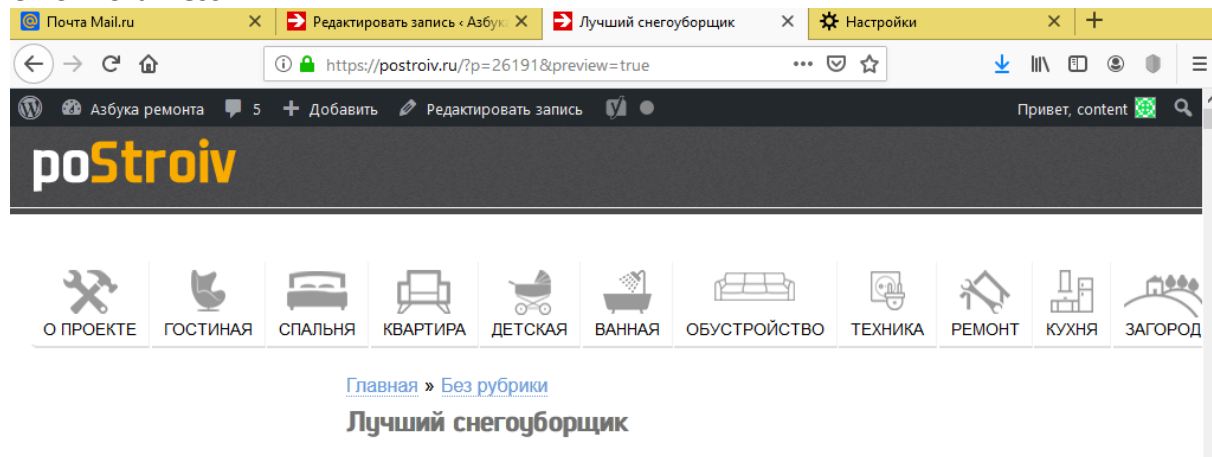 Почта Mail.ru
Редактировать запись ‹ Азбук
Лучший снегоуборщик
Настройки
https://postroiv.ru/?p=26191&preview=true
Азбука ремонта 5 Добавить Редактировать запись Привет, content
poStroiv
О ПРОЕКТЕ ГОСТИНАЯ СПАЛЬНЯ КВАРТИРА ДЕТСКАЯ ВАННАЯ ОБУСТРОЙСТВО ТЕХНИКА РЕМОНТ КУХНЯ ЗАГОРОД
Главная » Без рубрики
Лучший снегоуборщик